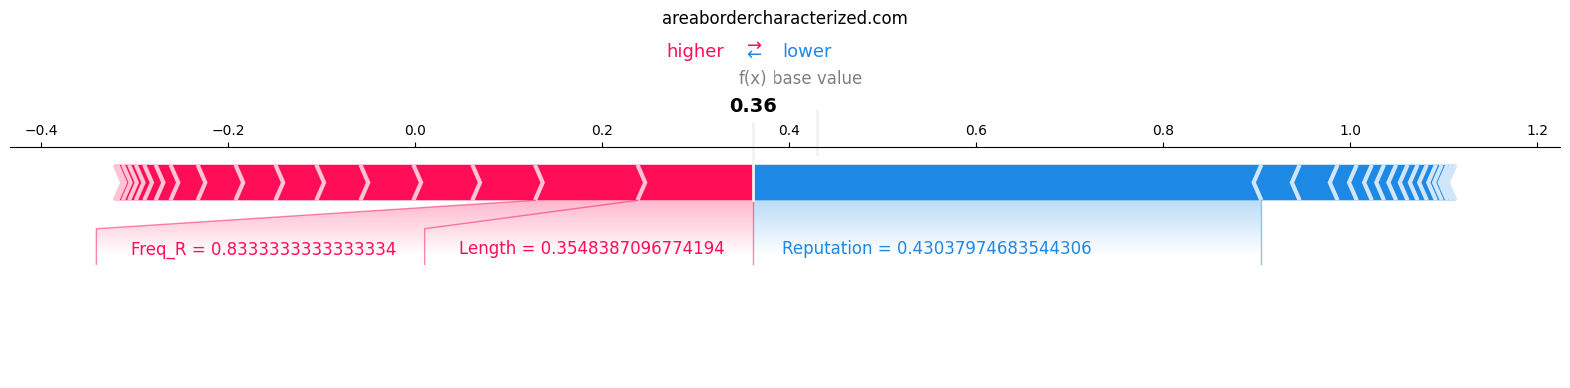 areabordercharacterized.com
higher ⇄ lower
f(x) base value
0.36
−0.4 −0.2 0.0 0.2 0.4 0.6 0.8 1.0 1.2
Freq_R = 0.8333333333333334 Length = 0.3548387096774194 Reputation = 0.43037974683544306